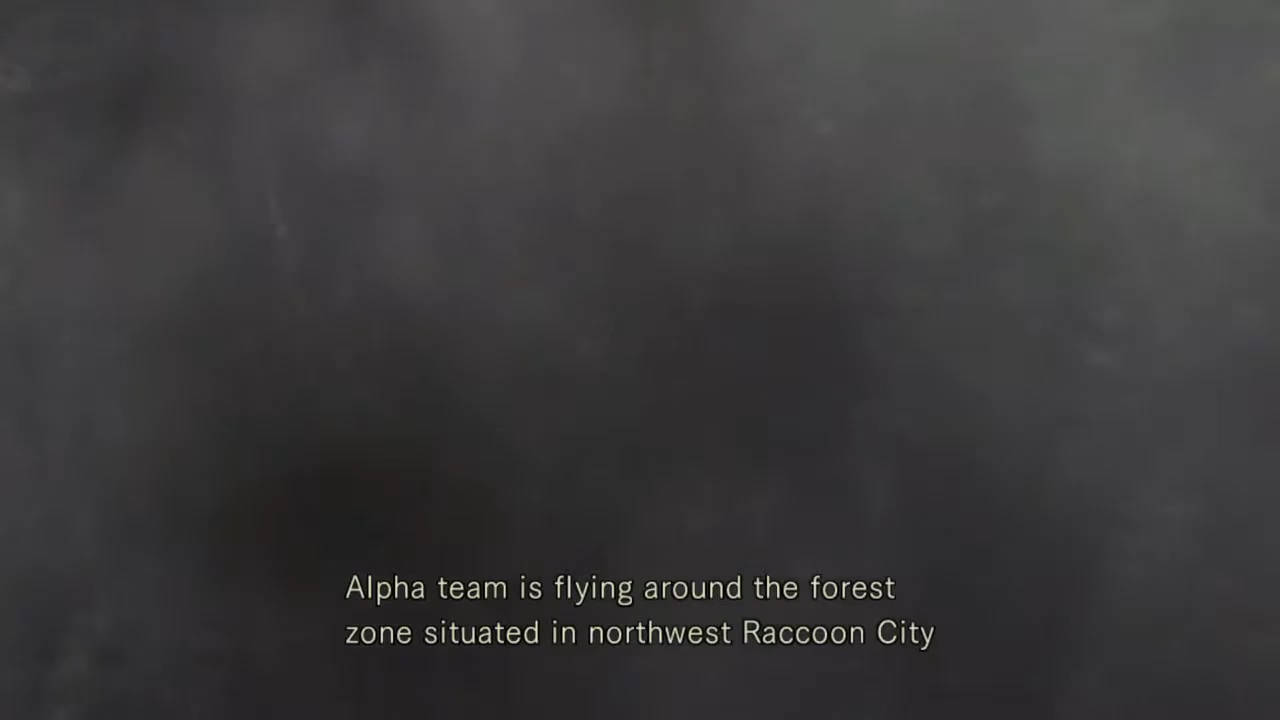 Alpha team is flying around the forest
zone situated in northwest Raccoon City